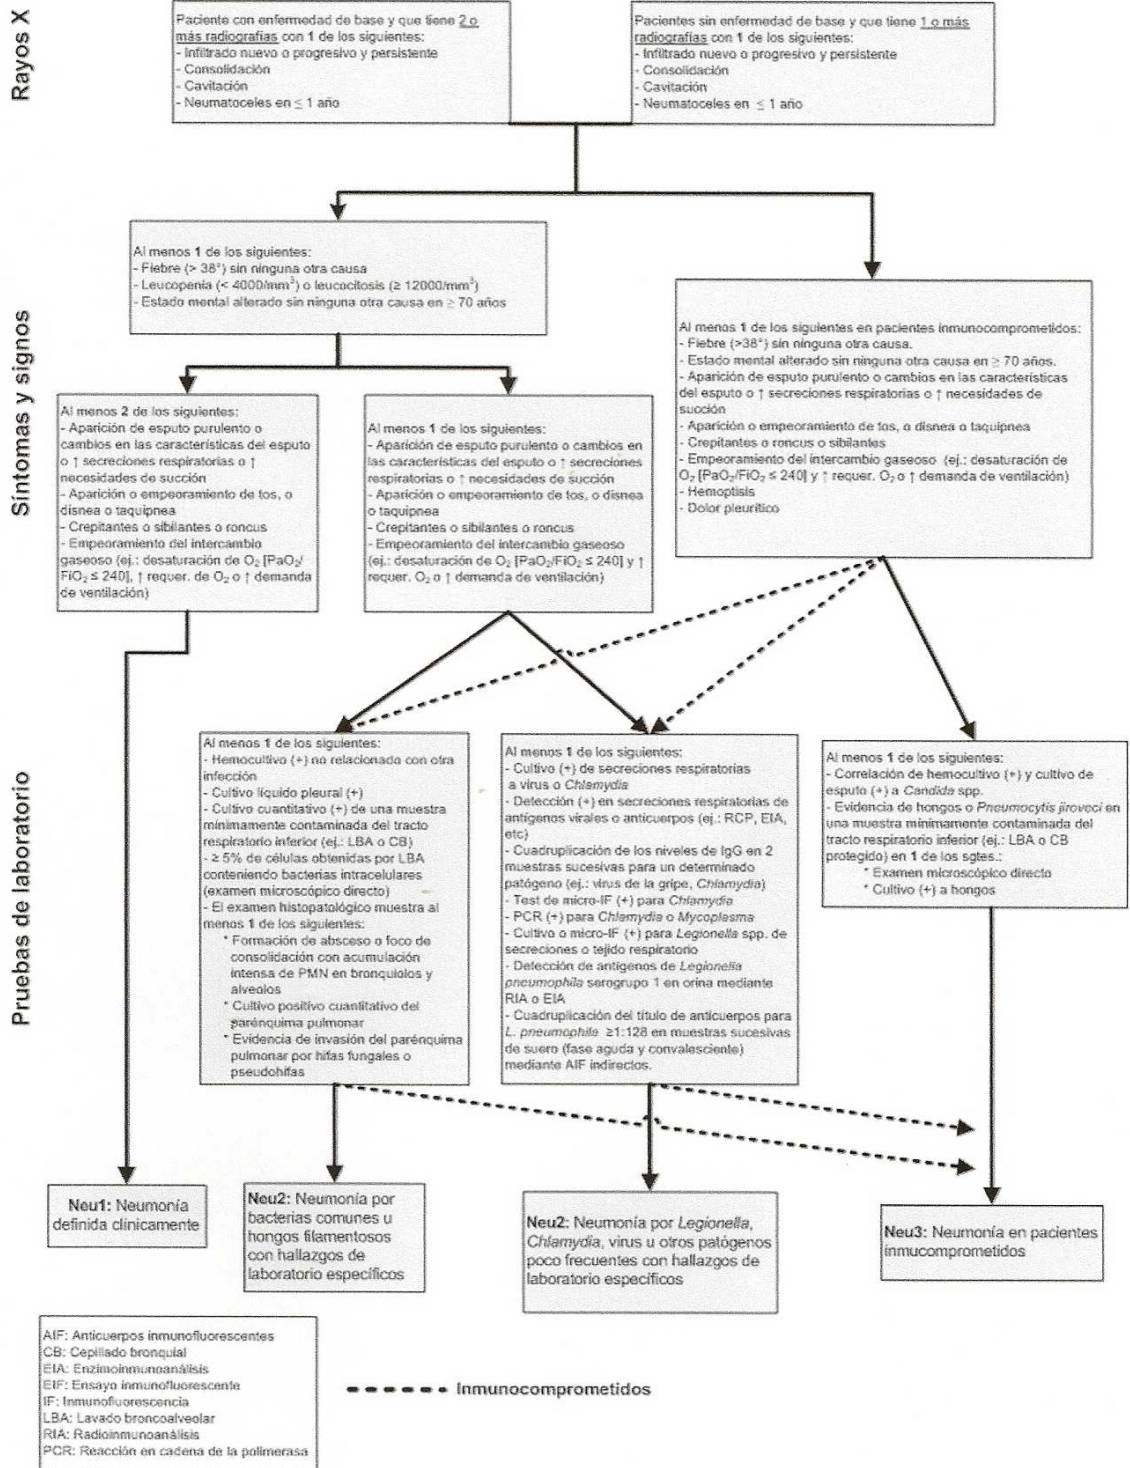 Rayos X
Paciente con enfermedad de base y que tiene 2 o
más radiografías con 1 de los siguientes:
- Infiltrado nuevo o progresivo y persistente
- Consolidación
- Cavitación
- Neumatoceles en ≤ 1 año
Pacientes sin enfermedad de base y que tiene 1 o más
radiografías con 1 de los siguientes:
- Infiltrado nuevo o progresivo y persistente
- Consolidación
- Cavitación
- Neumatoceles en ≤ 1 año
Síntomas y signos
Al menos 1 de los siguientes:
- Fiebre (> 38°) sin ninguna otra causa
- Leucopenia (< 4000/mm³) o leucocitosis (≥ 12000/mm³)
- Estado mental alterado sin ninguna otra causa en ≥ 70 años
Al menos 2 de los siguientes:
- Aparición de esputo purulento o
cambios en las características del esputo
o ↑ secreciones respiratorias o ↑
necesidades de succión
- Aparición o empeoramiento de tos, o
disnea o taquipnea
- Crepitantes o sibilantes o roncus
- Empeoramiento del intercambio
gaseoso (ej.: desaturación de O₂ [PaO₂/
FiO₂ ≤ 240], ↑ requer. de O₂ o ↑ demanda
de ventilación)
Al menos 1 de los siguientes:
- Aparición de esputo purulento o cambios en
las características del esputo o ↑ secreciones
respiratorias o ↑ necesidades de succión
- Aparición o empeoramiento de tos, o disnea
o taquipnea
- Crepitantes o sibilantes o roncus
- Empeoramiento del intercambio gaseoso
(ej.: desaturación de O₂ [PaO₂/FiO₂ ≤ 240] y ↑
requer. O₂ o ↑ demanda de ventilación)
Al menos 1 de los siguientes en pacientes inmunocomprometidos:
- Fiebre (>38°) sin ninguna otra causa.
- Estado mental alterado sin ninguna otra causa en ≥ 70 años.
- Aparición de esputo purulento o cambios en las características
del esputo o ↑ secreciones respiratorias o ↑ necesidades de
succión
- Aparición o empeoramiento de tos, o disnea o taquipnea
- Crepitantes o roncus o sibilantes
- Empeoramiento del intercambio gaseoso (ej.: desaturación de
O₂ [PaO₂/FiO₂ ≤ 240] y ↑ requer. O₂ o ↑ demanda de ventilación)
- Hemoptisis
- Dolor pleurítico
Pruebas de laboratorio
Al menos 1 de los siguientes:
- Hemocultivo (+) no relacionado con otra
infección
- Cultivo líquido pleural (+)
- Cultivo cuantitativo (+) de una muestra
mínimamente contaminada del tracto
respiratorio inferior (ej.: LBA o CB)
- ≥ 5% de células obtenidas por LBA
conteniendo bacterias intracelulares
(examen microscópico directo)
- El examen histopatológico muestra al
menos 1 de los siguientes:
* Formación de absceso o foco de
consolidación con acumulación
intensa de PMN en bronquiolos y
alveolos
* Cultivo positivo cuantitativo del
parénquima pulmonar
* Evidencia de invasión del parénquima
pulmonar por hifas fungales o
pseudohifas
Al menos 1 de los siguientes:
- Cultivo (+) de secreciones respiratorias
a virus o Chlamydia
- Detección (+) en secreciones respiratorias de
antígenos virales o anticuerpos (ej.: RCP, EIA,
etc)
- Cuadruplicación de los niveles de IgG en 2
muestras sucesivas para un determinado
patógeno (ej.: virus de la gripe, Chlamydia)
- Test de micro-IF (+) para Chlamydia
- PCR (+) para Chlamydia o Mycoplasma
- Cultivo o micro-IF (+) para Legionella spp. de
secreciones o tejido respiratorio
- Detección de antígenos de Legionella
pneumophila serogrupo 1 en orina mediante
RIA o EIA
- Cuadruplicación del título de anticuerpos para
L. pneumophila ≥1:128 en muestras sucesivas
de suero (fase aguda y convalesciente)
mediante AIF indirectos.
Al menos 1 de los siguientes:
- Correlación de hemocultivo (+) y cultivo de
esputo (+) a Candida spp.
- Evidencia de hongos o Pneumocytis jiroveci en
una muestra mínimamente contaminada del
tracto respiratorio inferior (ej.: LBA o CB
protegido) en 1 de los sgtes.:
* Examen microscópico directo
* Cultivo (+) a hongos
Neu1: Neumonía
definida clínicamente
Neu2: Neumonía por
bacterias comunes u
hongos filamentosos
con hallazgos de
laboratorio específicos
Neu2: Neumonía por Legionella,
Chlamydia, virus u otros patógenos
poco frecuentes con hallazgos de
laboratorio específicos
Neu3: Neumonía en pacientes
inmucomprometidos
AIF: Anticuerpos inmunofluorescentes
CB: Cepillado bronquial
EIA: Enzimoinmunoanálisis
EIF: Ensayo inmunofluorescente
IF: Inmunofluorescencia
LBA: Lavado broncoalveolar
RIA: Radioinmunoanálisis
PCR: Reacción en cadena de la polimerasa
Inmunocomprometidos